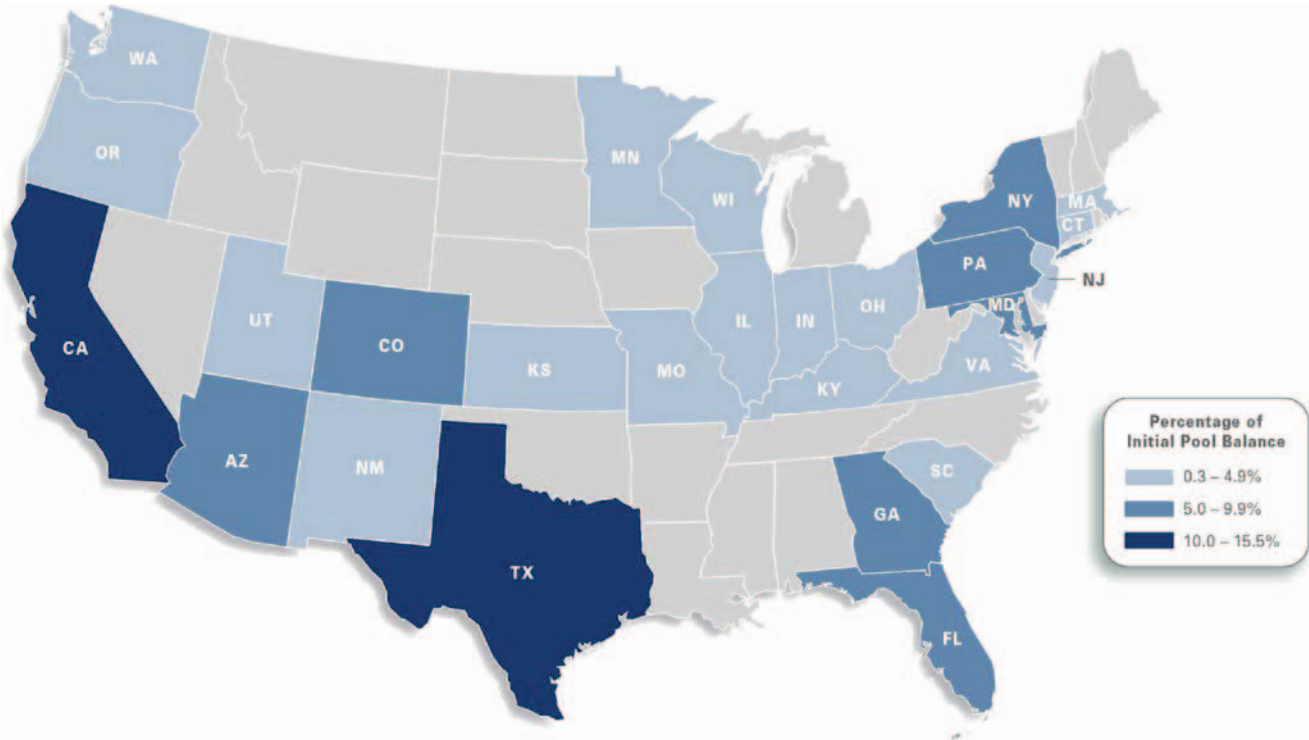 WA
OR
MN
WI
NY
MA
CT
PA
NJ
MD
UT
CO
IL
IN
OH
CA
KS
MO
KY
VA
AZ
NM
SC
GA
TX
FL
Percentage of
Initial Pool Balance
0.3 – 4.9%
5.0 – 9.9%
10.0 – 15.5%